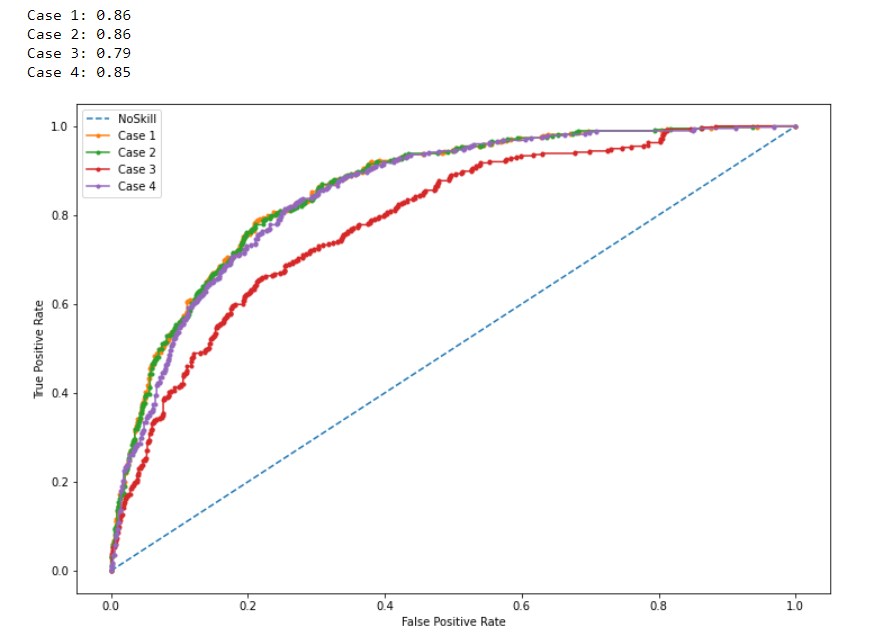 Case 1: 0.86
Case 2: 0.86
Case 3: 0.79
Case 4: 0.85
NoSkill
Case 1
Case 2
Case 3
Case 4
1.0
0.8
0.6
0.4
0.2
0.0
True Positive Rate
0.0 0.2 0.4 0.6 0.8 1.0
False Positive Rate